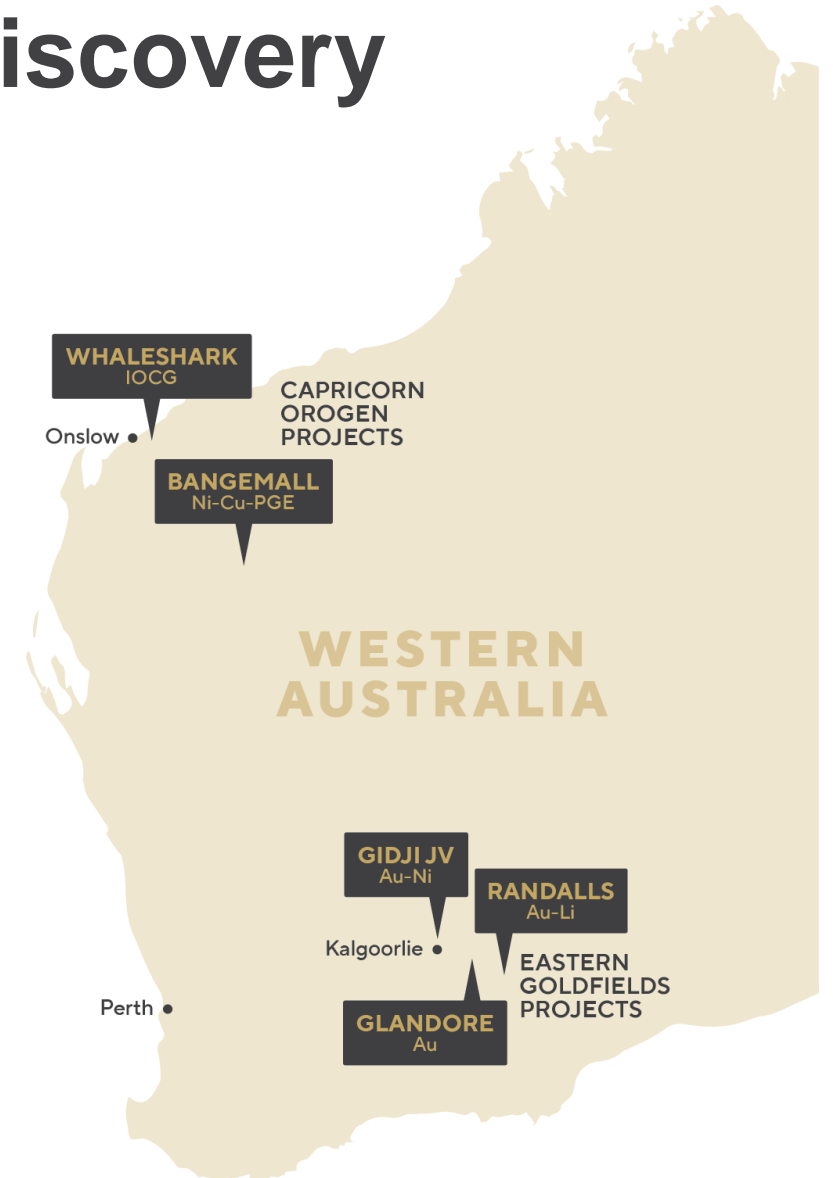 iscovery
WHALESHARK
IOCG
CAPRICORN
OROGEN
PROJECTS
Onslow
BANGEMALL
Ni-Cu-PGE
WESTERN
AUSTRALIA
GIDJI JV
Au-Ni
RANDALLS
Au-Li
Kalgoorlie
EASTERN
GOLDFIELDS
PROJECTS
Perth
GLANDORE
Au